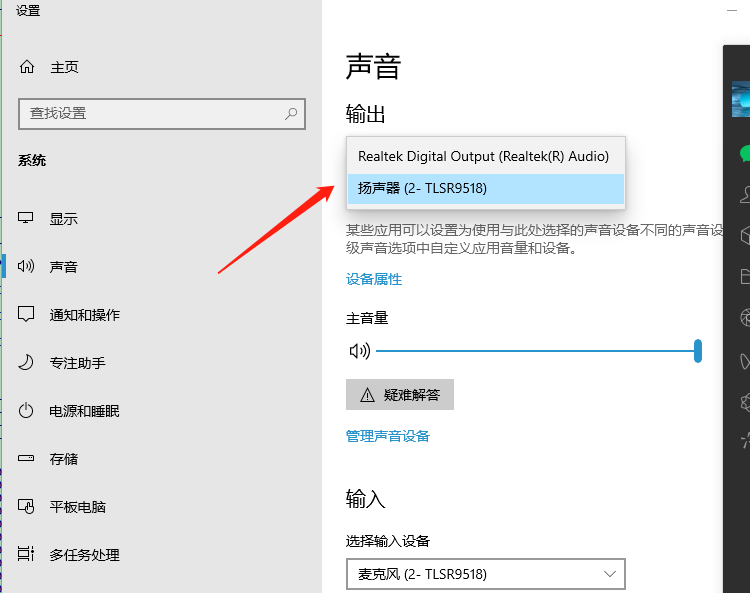 设置
主页
查找设置
系统
显示
声音
通知和操作
专注助手
电源和睡眠
存储
平板电脑
多任务处理
声音
输出
Realtek Digital Output (Realtek(R) Audio)
扬声器 (2- TLSR9518)
某些应用可以设置为使用与此处选择的声音设备不同的声音设
级声音选项中自定义应用音量和设备。
设备属性
主音量
疑难解答
管理声音设备
输入
选择输入设备
麦克风 (2- TLSR9518)